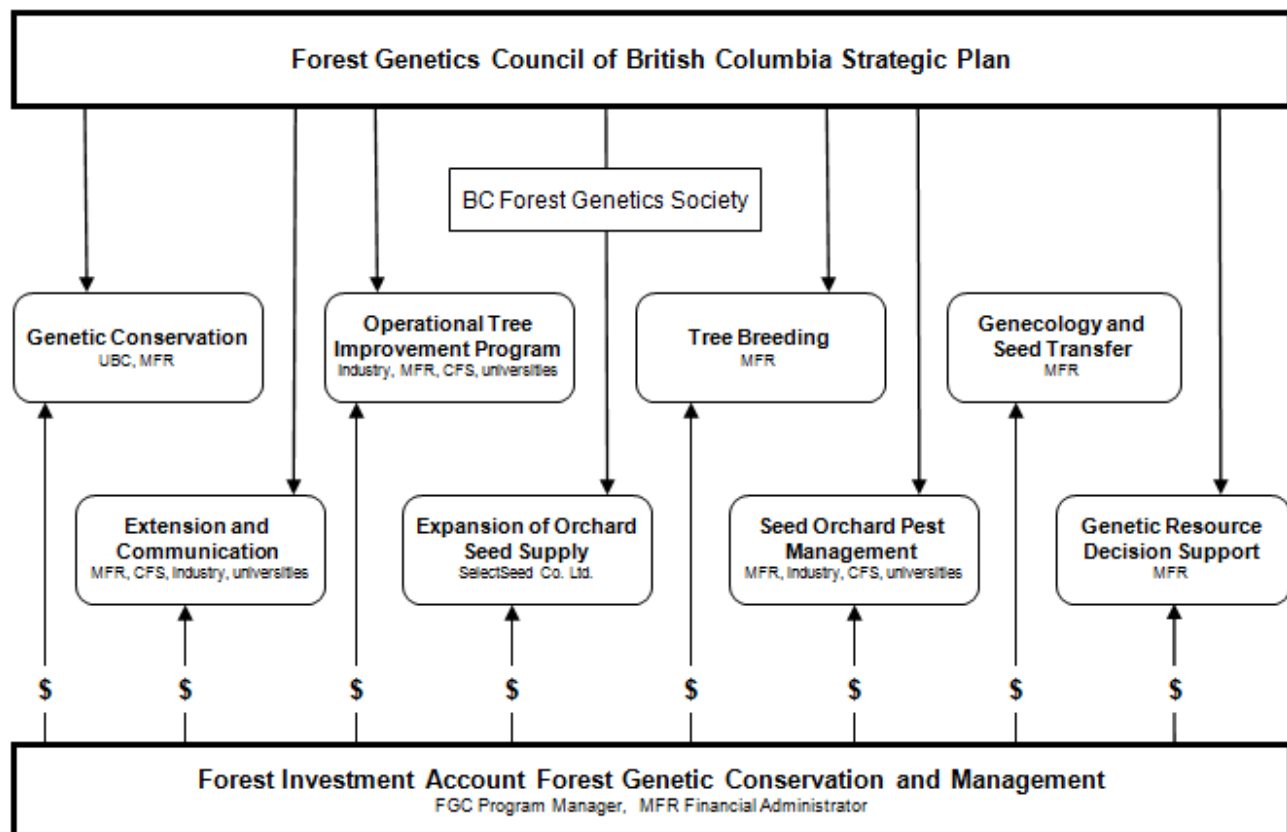 Forest Genetics Council of British Columbia Strategic Plan
BC Forest Genetics Society
Genetic Conservation
UBC, MFR
Operational Tree
Improvement Program
Industry, MFR, CFS, universities
Tree Breeding
MFR
Genecology and
Seed Transfer
MFR
Extension and
Communication
MFR, CFS, Industry, universities
Expansion of Orchard
Seed Supply
SelectSeed Co. Ltd.
Seed Orchard Pest
Management
MFR, Industry, CFS, universities
Genetic Resource
Decision Support
MFR
$ $ $ $ $ $ $ $
Forest Investment Account Forest Genetic Conservation and Management
FGC Program Manager, MFR Financial Administrator